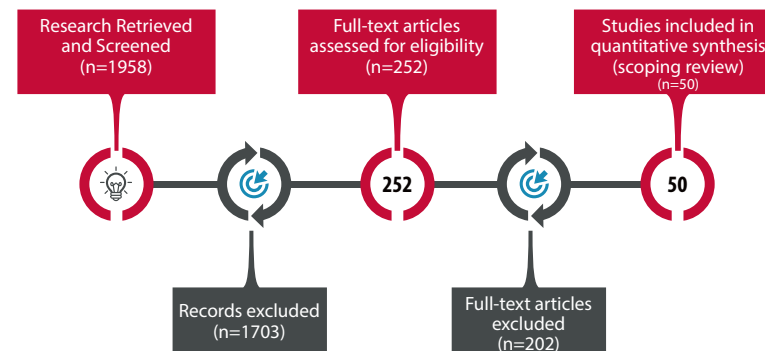 Research Retrieved
and Screened
(n=1958)
Full-text articles
assessed for eligibility
(n=252)
Studies included in
quantitative synthesis
(scoping review)
(n=50)
252
50
Records excluded
(n=1703)
Full-text articles
excluded
(n=202)